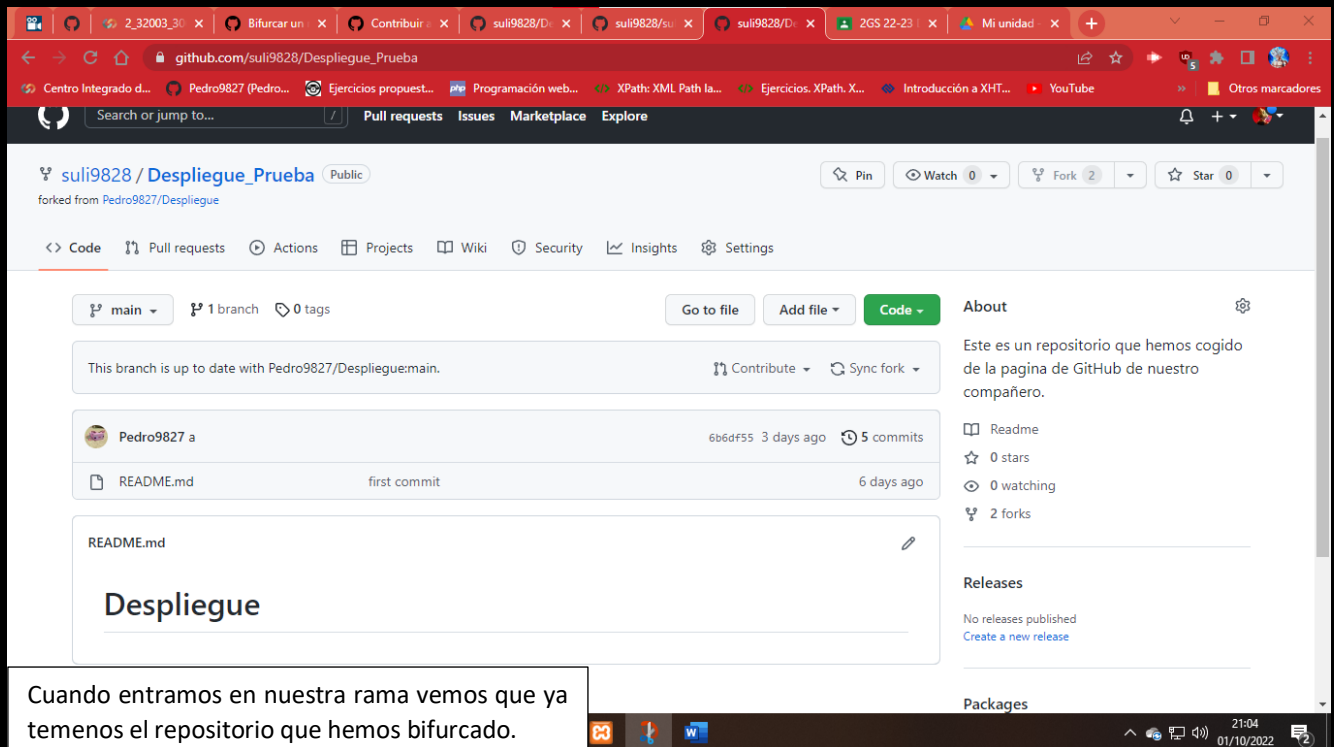 2_32003_30
Bifurcar un
Contribuir a
suli9828/De
suli9828/su
suli9828/De
2GS 22-23
Mi unidad
github.com/suli9828/Despliegue_Prueba
5
Centro Integrado d... Pedro9827 (Pedro... Ejercicios propuest... php Programación web... XPath: XML Path la... Ejercicios. XPath. X... Introducción a XHT... YouTube » Otros marcadores
Search or jump to... / Pull requests Issues Marketplace Explore
suli9828 / Despliegue_Prueba Public
Pin Watch 0 Fork 2 Star 0
forked from Pedro9827/Despliegue
<> Code Pull requests Actions Projects Wiki Security Insights Settings
main 1 branch 0 tags Go to file Add file Code
This branch is up to date with Pedro9827/Despliegue:main. Contribute Sync fork
Pedro9827 a 6b6df55 3 days ago 5 commits
README.md first commit 6 days ago
README.md
Despliegue
About
Este es un repositorio que hemos cogido
de la pagina de GitHub de nuestro
compañero.
Readme
0 stars
0 watching
2 forks
Releases
No releases published
Create a new release
Packages
Cuando entramos en nuestra rama vemos que ya
temenos el repositorio que hemos bifurcado.
W
21:04
01/10/2022
2